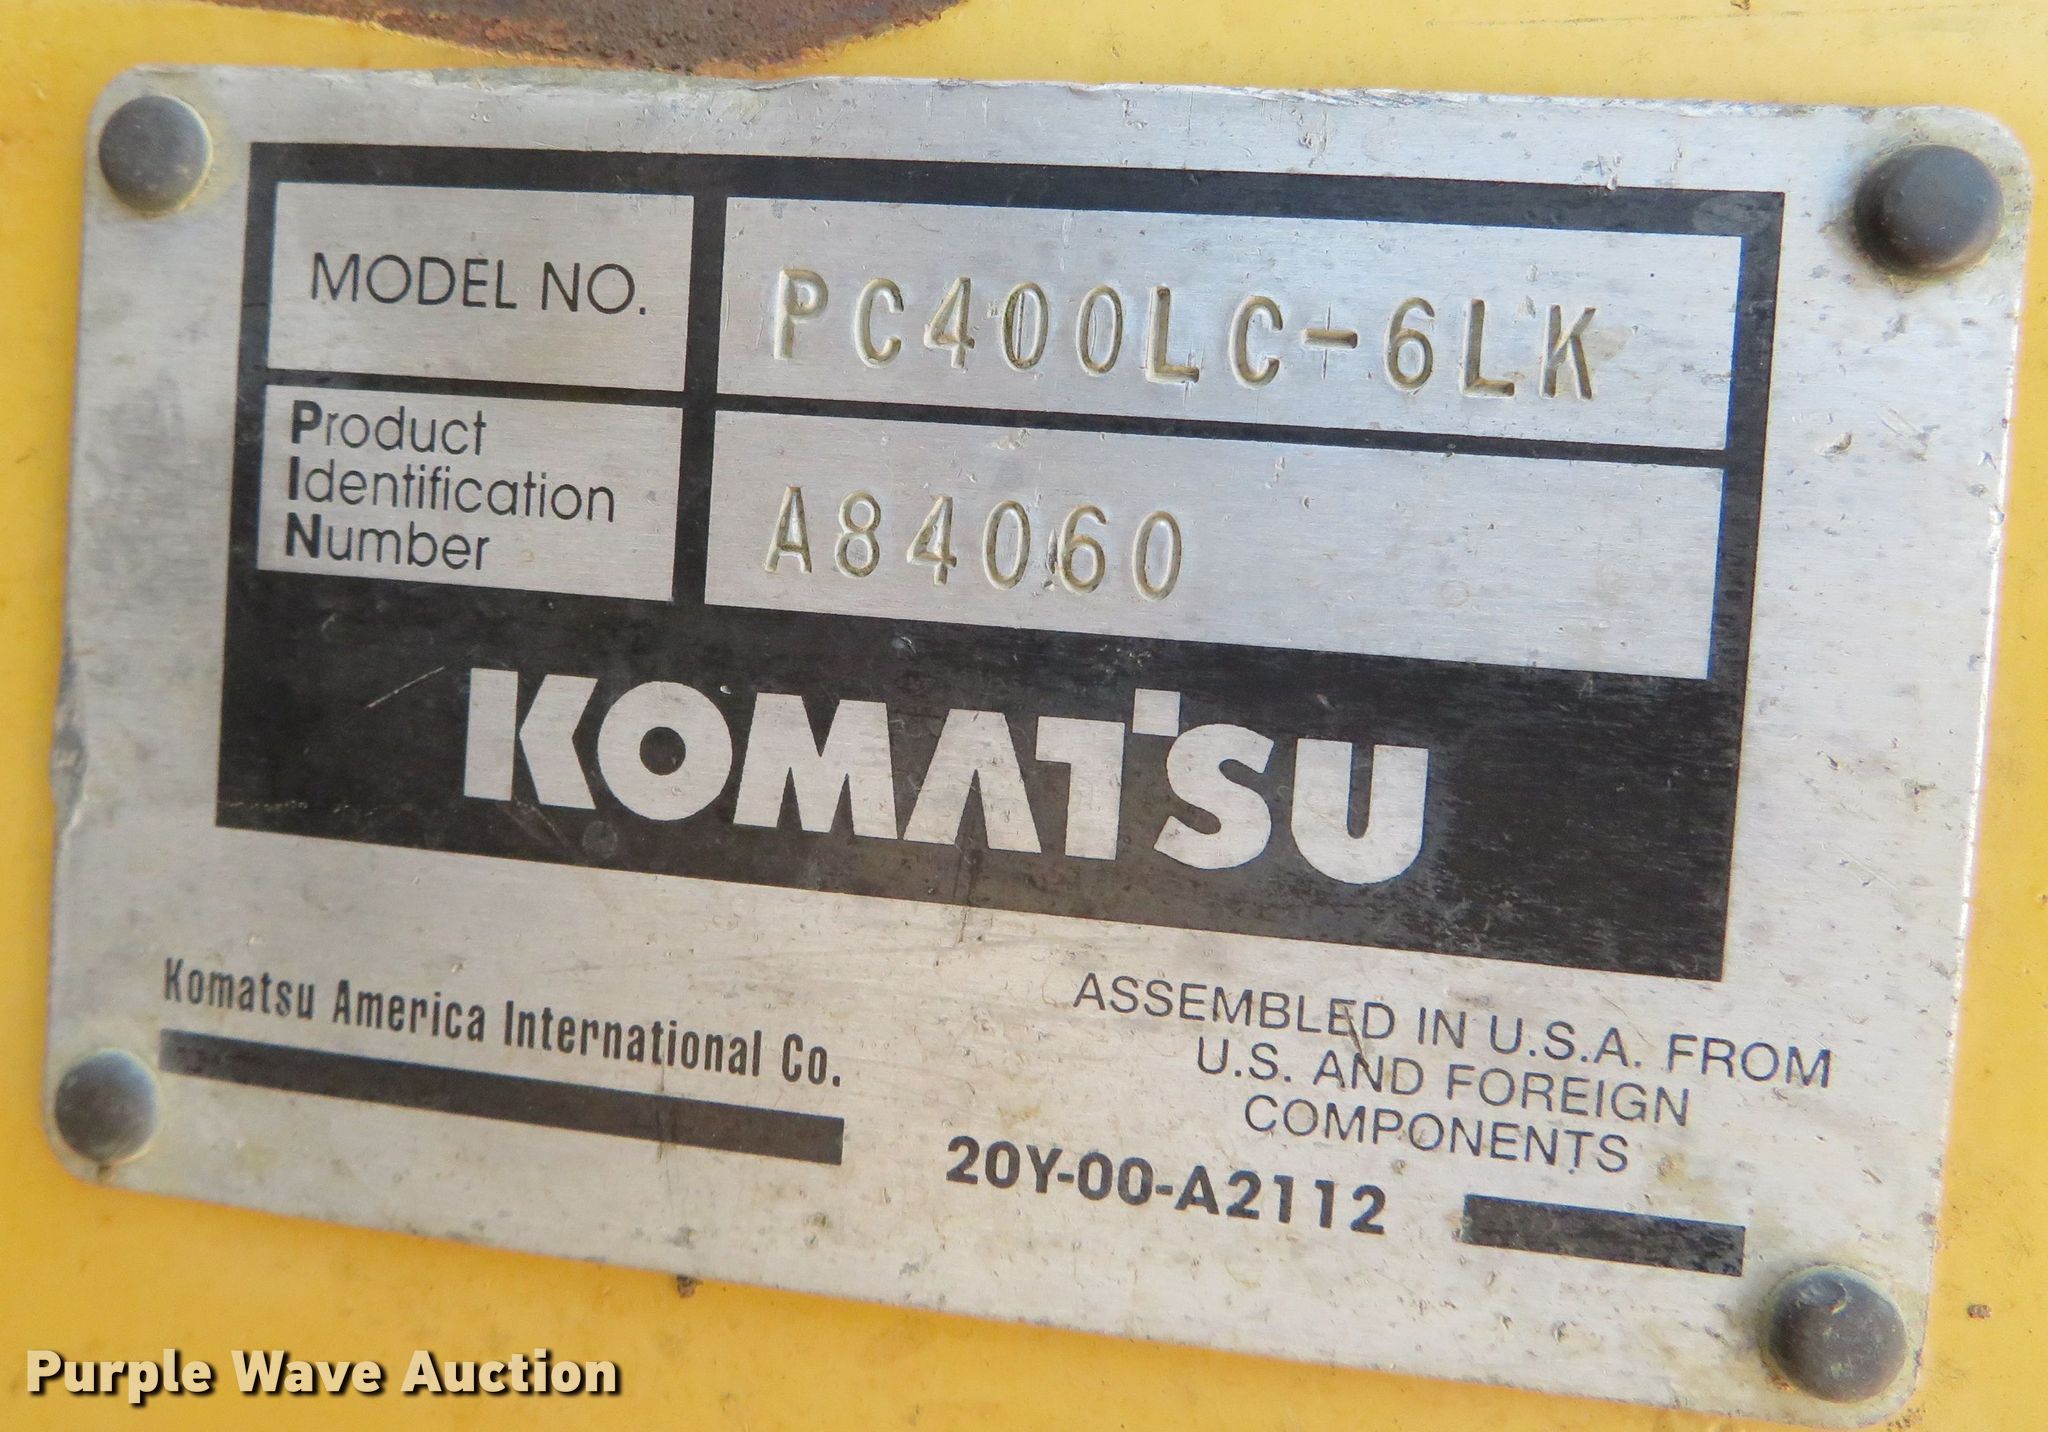 MODEL NO. PC400LC-6LK
Product
Identification
Number
A84060
KOMATSU
Komatsu America International Co.
ASSEMBLED IN U.S.A. FROM
U.S. AND FOREIGN
COMPONENTS
20Y-00-A2112
Purple Wave Auction